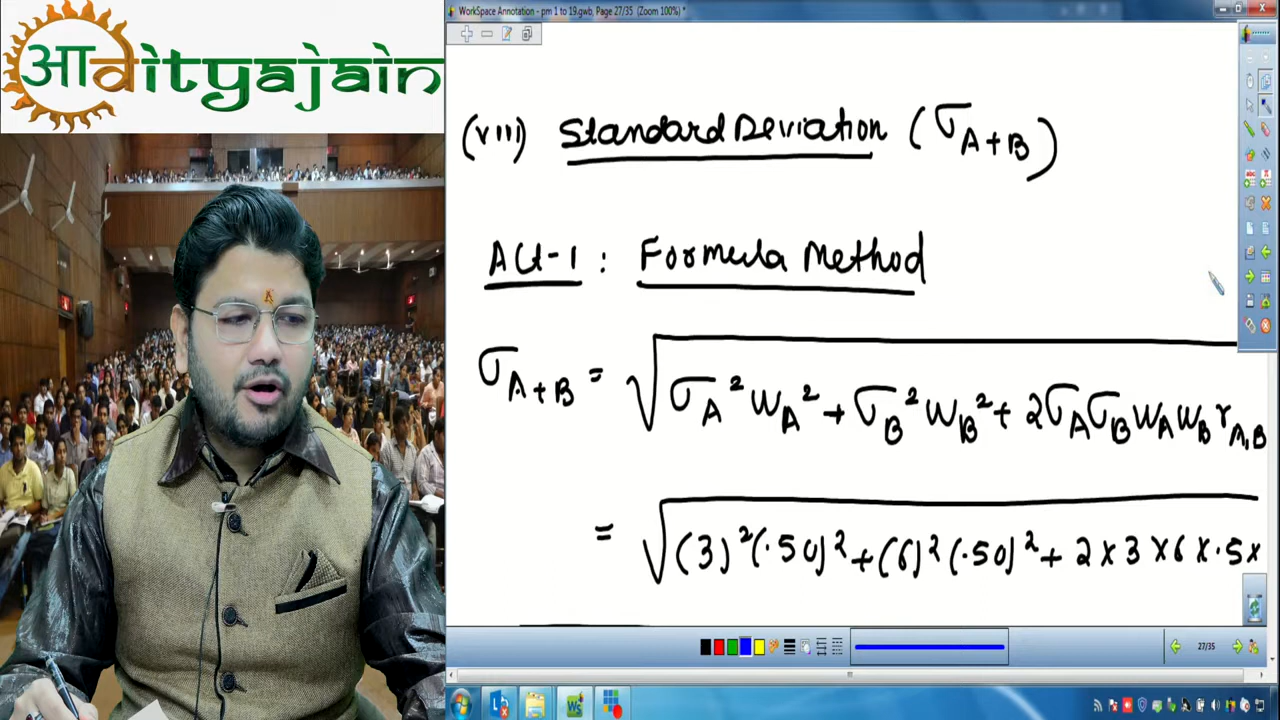 आdityajain
WorkSpace Annotation - pm 1 to 19.gwb, Page 27/35 (Zoom 100%) *
(viii) Standard Deviation (σA+B)
Alt-1 : Formula Method
σA+B = √σA²WA² + σB²WB² + 2σAσBWAWBrA,B
= √(3)²(.50)² + (6)²(.50)² + 2×3×6×.5×
27/35